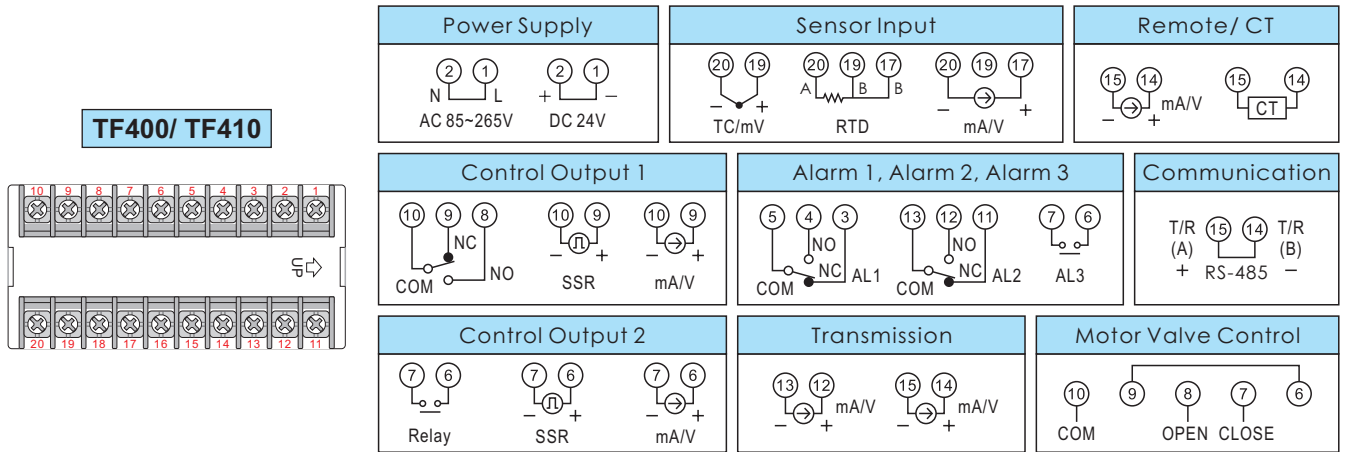 TF400/ TF410
10 9 8 7 6 5 4 3 2 1
UP
20 19 18 17 16 15 14 13 12 11
Power Supply
2 1 2 1
N L + −
AC 85~265V DC 24V
Sensor Input
20 19 20 19 17 20 19 17
A B B
− + − +
TC/mV RTD mA/V
Remote/ CT
15 14 15 14
mA/V CT
− +
Control Output 1
10 9 8 10 9 10 9
NC
− + − +
COM NO SSR mA/V
Alarm 1, Alarm 2, Alarm 3
5 4 3 13 12 11 7 6
NO NO
NC AL1 NC AL2 AL3
COM COM
Communication
T/R 15 14 T/R
(A) (B)
+ RS-485 −
Control Output 2
7 6 7 6 7 6
− + − +
Relay SSR mA/V
Transmission
13 12 15 14
mA/V mA/V
− + − +
Motor Valve Control
10 9 8 7 6
COM OPEN CLOSE